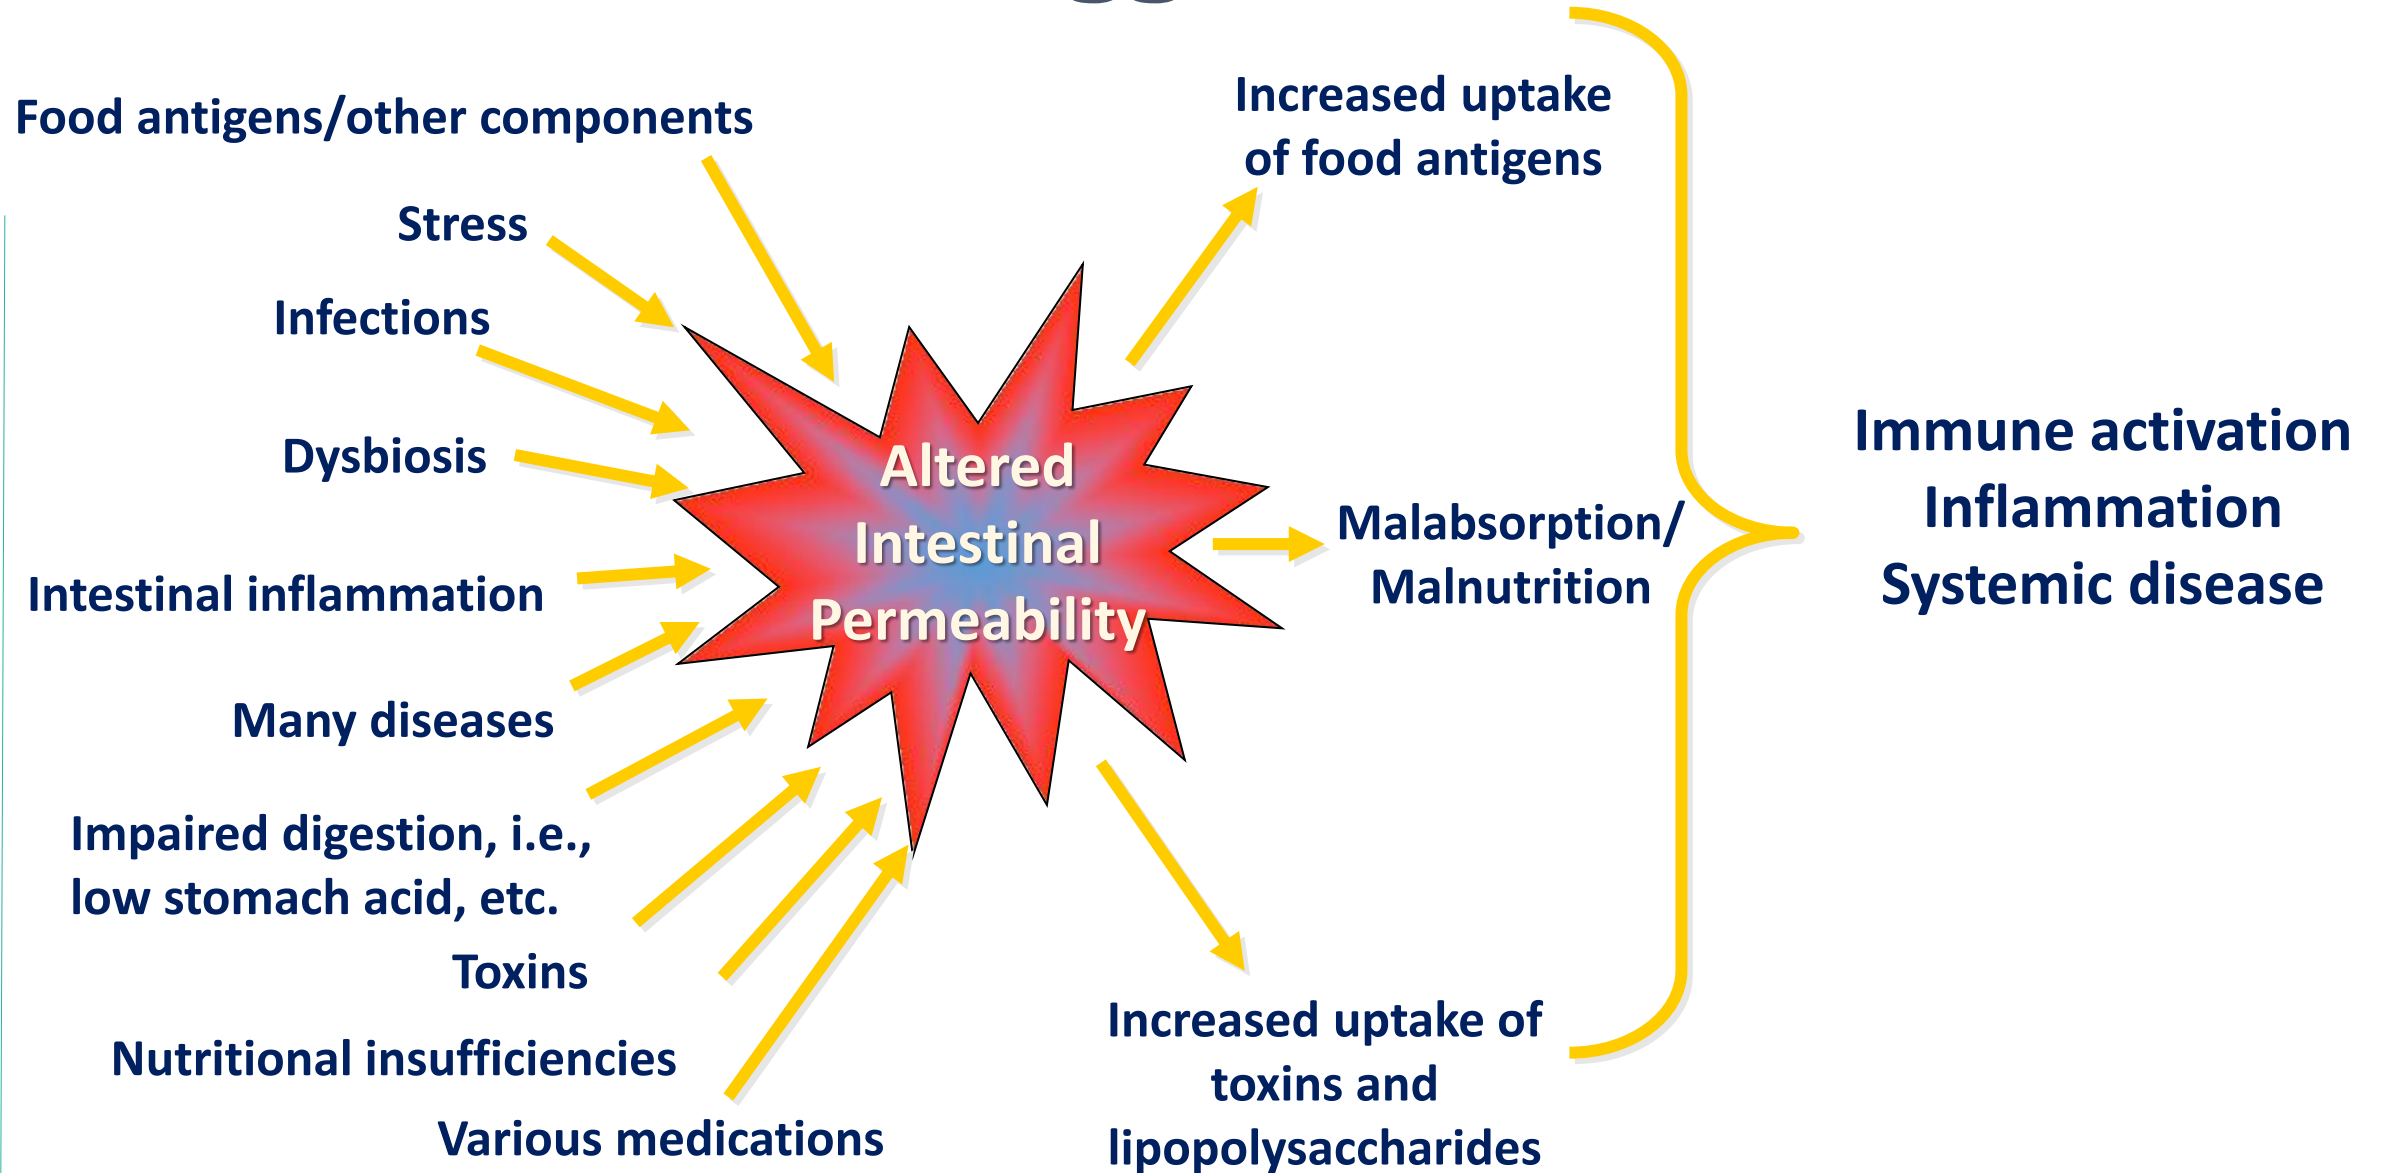 Food antigens/other components
Stress
Infections
Dysbiosis
Intestinal inflammation
Many diseases
Impaired digestion, i.e.,
low stomach acid, etc.
Toxins
Nutritional insufficiencies
Various medications
Altered
Intestinal
Permeability
Increased uptake
of food antigens
Malabsorption/
Malnutrition
Increased uptake of
toxins and
lipopolysaccharides
Immune activation
Inflammation
Systemic disease